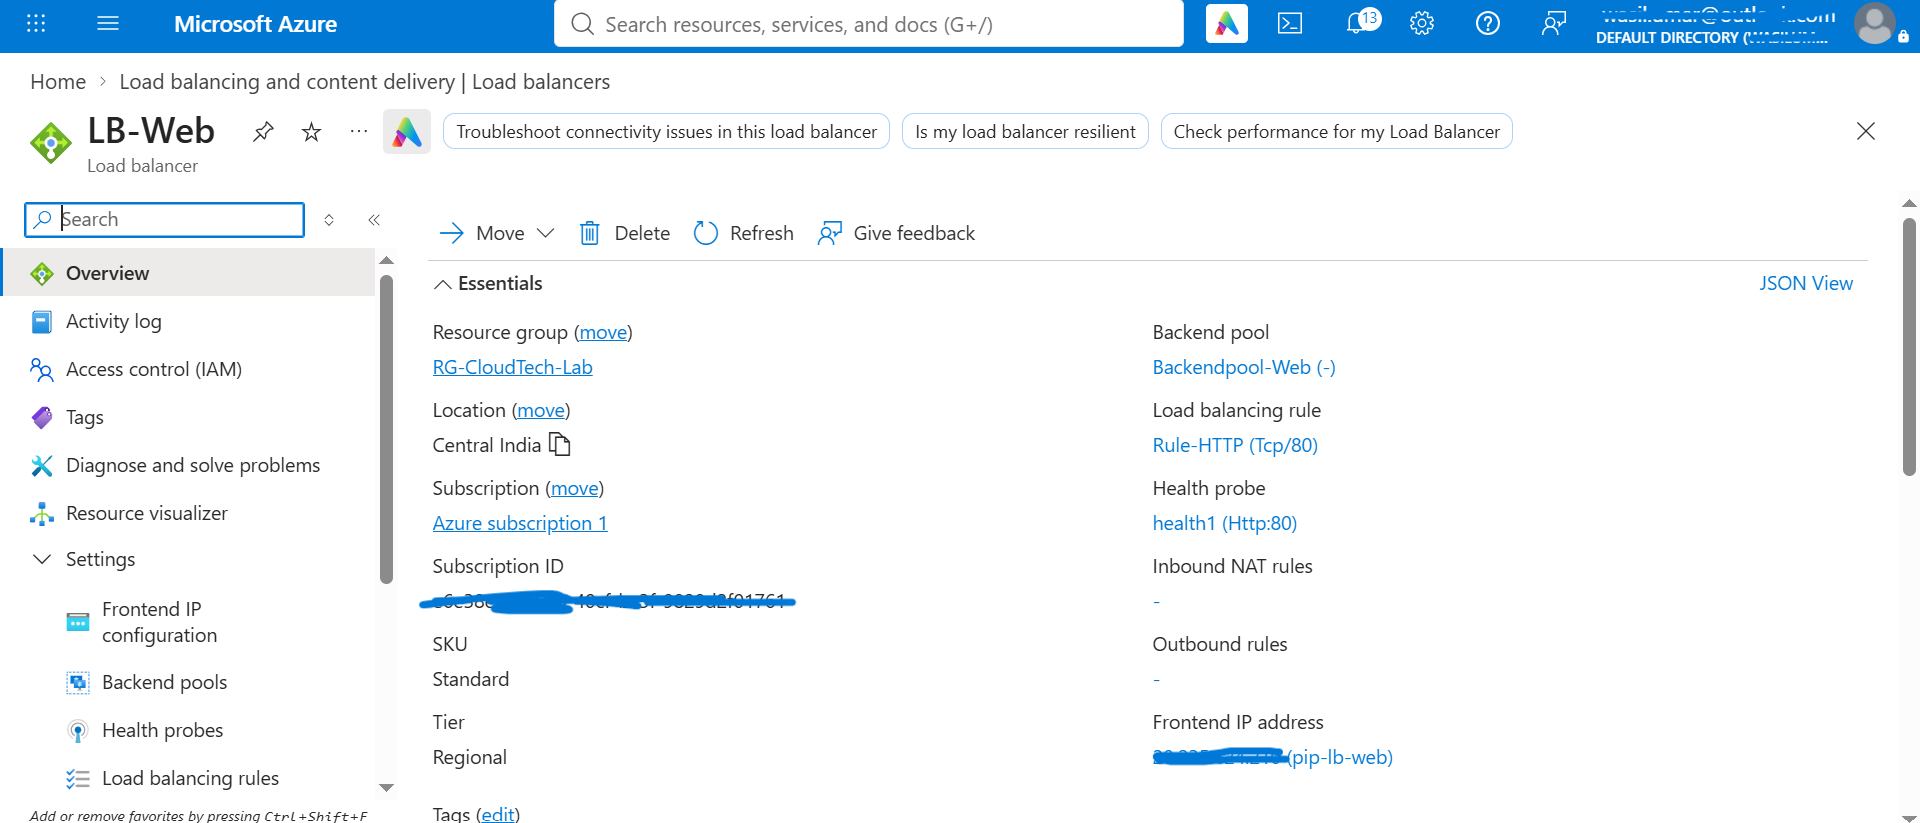 Microsoft Azure
Search resources, services, and docs (G+/)
13
DEFAULT DIRECTORY
Home > Load balancing and content delivery | Load balancers
LB-Web
Load balancer
Troubleshoot connectivity issues in this load balancer
Is my load balancer resilient
Check performance for my Load Balancer
Search
Overview
Activity log
Access control (IAM)
Tags
Diagnose and solve problems
Resource visualizer
Settings
Frontend IP
configuration
Backend pools
Health probes
Load balancing rules
Add or remove favorites by pressing Ctrl+Shift+F
Move
Delete
Refresh
Give feedback
Essentials
JSON View
Resource group (move)
RG-CloudTech-Lab
Location (move)
Central India
Subscription (move)
Azure subscription 1
Subscription ID
SKU
Standard
Tier
Regional
Tags (edit)
Backend pool
Backendpool-Web (-)
Load balancing rule
Rule-HTTP (Tcp/80)
Health probe
health1 (Http:80)
Inbound NAT rules
-
Outbound rules
-
Frontend IP address
(pip-lb-web)